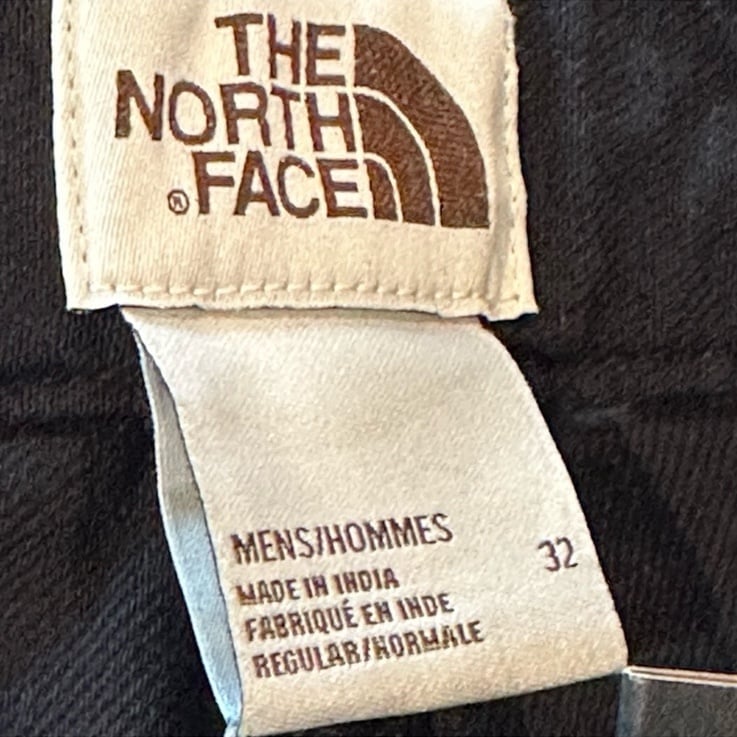 THE
NORTH
®FACE
MENS/HOMMES
32
MADE IN INDIA
FABRIQUÉ EN INDE
REGULAR/NORMALE